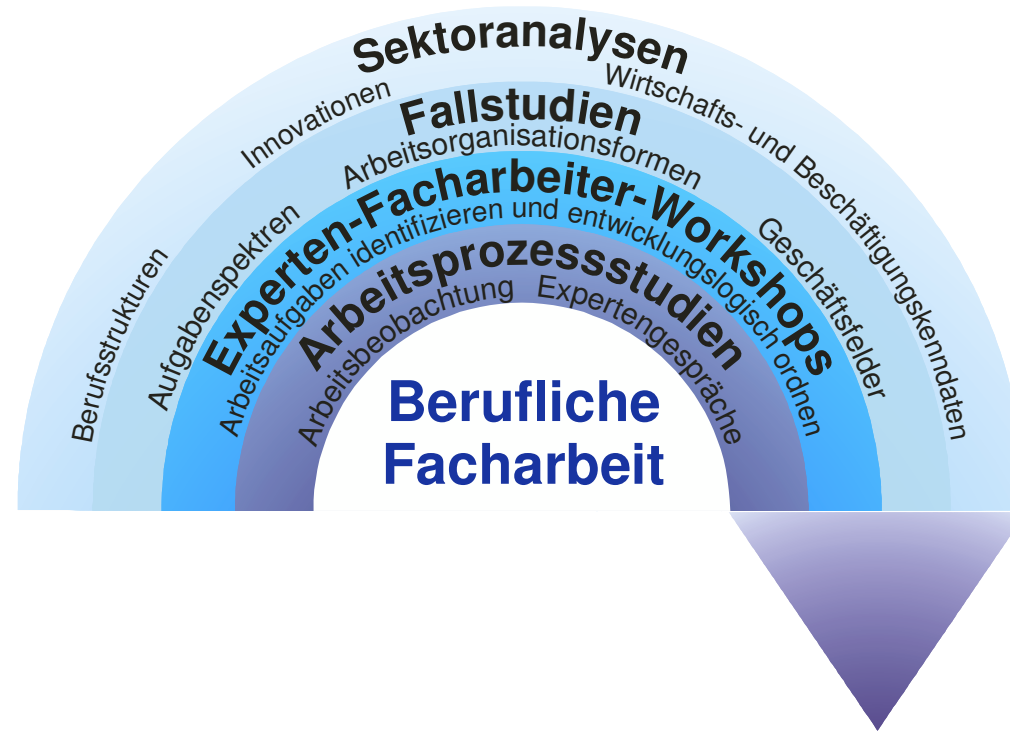 Sektoranalysen
Berufsstrukturen
Innovationen
Wirtschafts- und Beschäftigungskenndaten
Fallstudien
Aufgabenspektren
Arbeitsorganisationsformen
Geschäftsfelder
Experten-Facharbeiter-Workshops
Arbeitsaufgaben identifizieren und entwicklungslogisch ordnen
Arbeitsprozessstudien
Arbeitsbeobachtung
Expertengespräche
Berufliche
Facharbeit